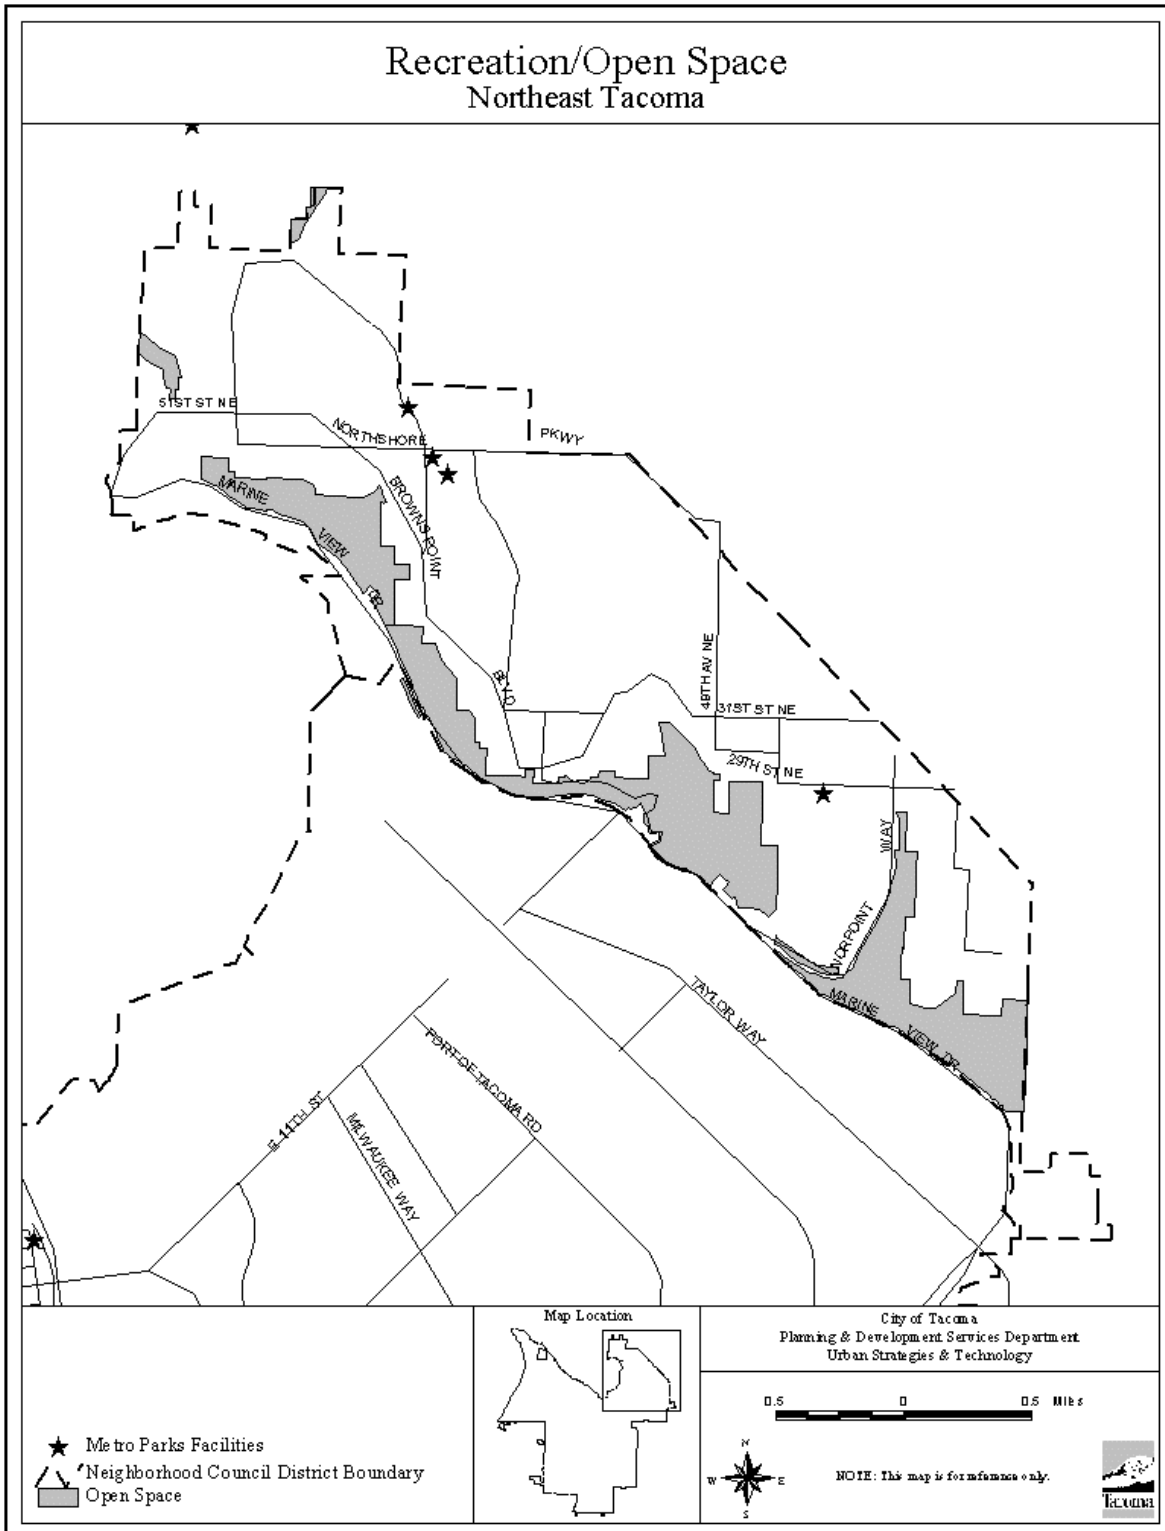 Recreation/Open Space
Northeast Tacoma
51ST ST NE
NORTHSHORE
PKWY
MARINE
VIEW
DR
BROWNS POINT
BLVD
49TH AV NE
31ST ST NE
29TH ST NE
WAY
NORPOINT
MARINE
VIEW DR
TAYLOR WAY
PORT OF TACOMA RD
E 11TH ST
MILWAUKEE WAY
Map Location
City of Tacoma
Planning & Development Services Department
Urban Strategies & Technology
0.5 0 0.5 Miles
Metro Parks Facilities
Neighborhood Council District Boundary
Open Space
N
W E
S
NOTE: This map is for reference only.
Tacoma